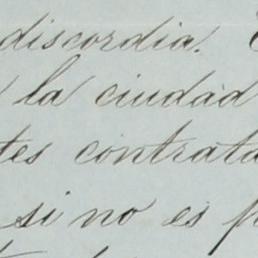 discordia.
la ciudad
tes contrata
si no es p